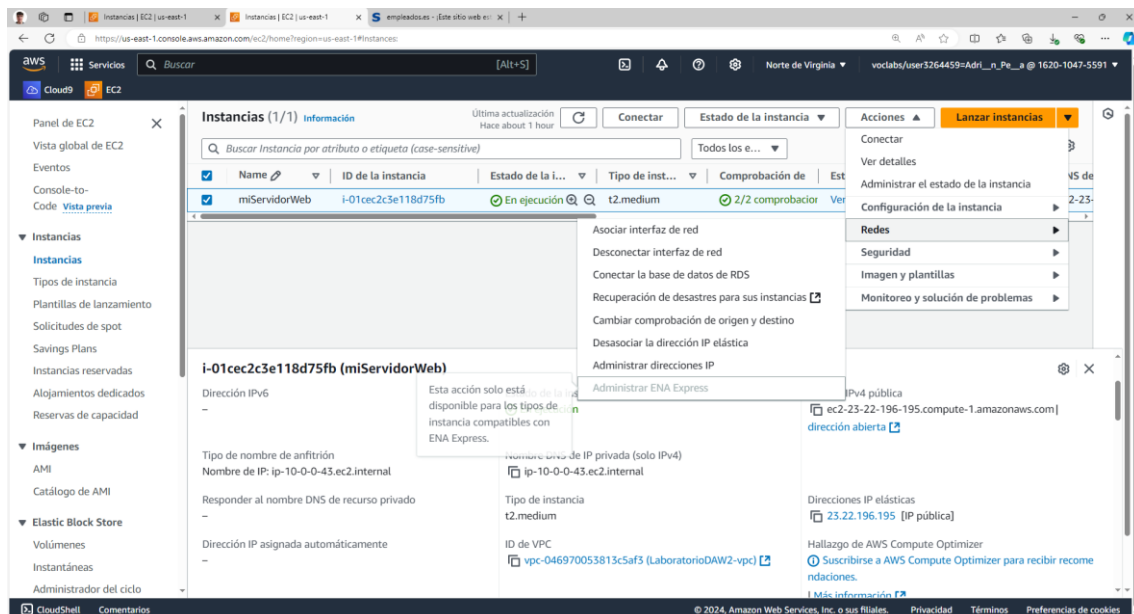 Instancias | EC2 | us-east-1
Instancias | EC2 | us-east-1
empleados.es - ¡Este sitio web es
https://us-east-1.console.aws.amazon.com/ec2/home?region=us-east-1#Instances:
aws Servicios Buscar [Alt+S] Norte de Virginia voclabs/user3264459=Adri__n_Pe__a @ 1620-1047-5591
Cloud9 EC2
Panel de EC2
Vista global de EC2
Eventos
Console-to-
Code Vista previa
Instancias
Instancias
Tipos de instancia
Plantillas de lanzamiento
Solicitudes de spot
Savings Plans
Instancias reservadas
Alojamientos dedicados
Reservas de capacidad
Imágenes
AMI
Catálogo de AMI
Elastic Block Store
Volúmenes
Instantáneas
Administrador del ciclo
Instancias (1/1) Información
Última actualización
Hace about 1 hour
Conectar Estado de la instancia Acciones Lanzar instancias
Buscar Instancia por atributo o etiqueta (case-sensitive) Todos los e...
Name ID de la instancia Estado de la i... Tipo de inst... Comprobación de Est
miServidorWeb i-01cec2c3e118d75fb En ejecución t2.medium 2/2 comprobacior Ver 2-23-
Conectar
Ver detalles
Administrar el estado de la instancia
Configuración de la instancia
Redes
Seguridad
Imagen y plantillas
Monitoreo y solución de problemas
Asociar interfaz de red
Desconectar interfaz de red
Conectar la base de datos de RDS
Recuperación de desastres para sus instancias
Cambiar comprobación de origen y destino
Desasociar la dirección IP elástica
Administrar direcciones IP
Administrar ENA Express
Esta acción solo está
disponible para los tipos de
instancia compatibles con
ENA Express.
i-01cec2c3e118d75fb (miServidorWeb)
Dirección IPv6
–
IPv4 pública
ec2-23-22-196-195.compute-1.amazonaws.com |
dirección abierta
Tipo de nombre de anfitrión
Nombre de IP: ip-10-0-0-43.ec2.internal
Nombre DNS de IP privada (solo IPv4)
ip-10-0-0-43.ec2.internal
Responder al nombre DNS de recurso privado
–
Tipo de instancia
t2.medium
Direcciones IP elásticas
23.22.196.195 [IP pública]
Dirección IP asignada automáticamente
–
ID de VPC
vpc-046970053813c5af3 (LaboratorioDAW2-vpc)
Hallazgo de AWS Compute Optimizer
Suscribirse a AWS Compute Optimizer para recibir recome
ndaciones.
| Más información
CloudShell Comentarios © 2024, Amazon Web Services, Inc. o sus filiales. Privacidad Términos Preferencias de cookies